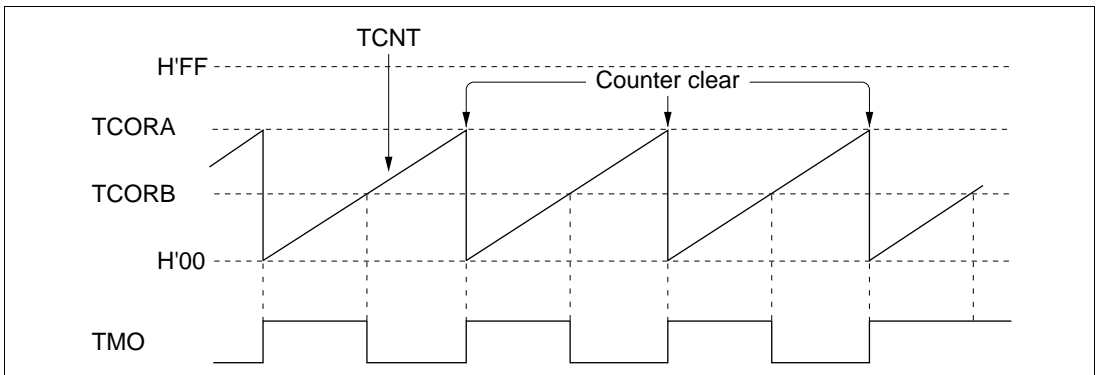 TCNT
H'FF
Counter clear
TCORA
TCORB
H'00
TMO